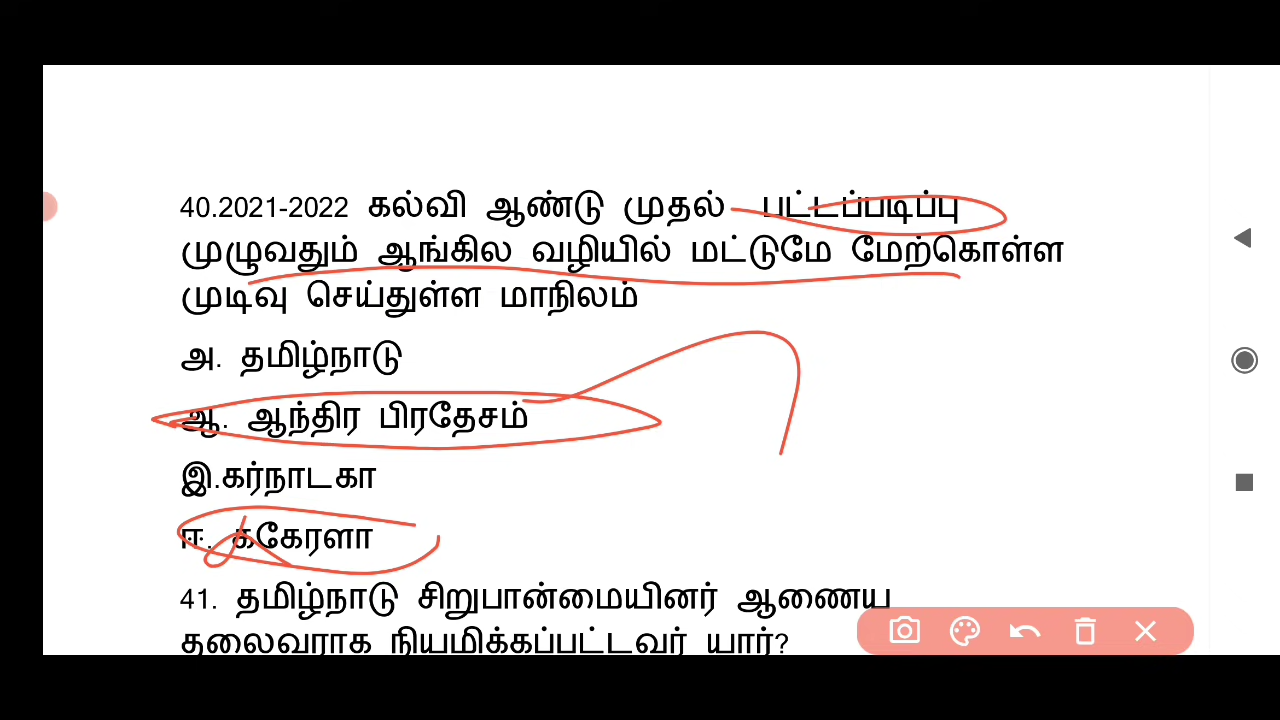 40.2021-2022 கல்வி ஆண்டு முதல் பட்டப்படிப்பு
முழுவதும் ஆங்கில வழியில் மட்டுமே மேற்கொள்ள
முடிவு செய்துள்ள மாநிலம்
அ. தமிழ்நாடு
ஆ. ஆந்திர பிரதேசம்
இ.கர்நாடகா
ஈ. ககேரளா
41. தமிழ்நாடு சிறுபான்மையினர் ஆணைய
தலைவராக நியமிக்கப்பட்டவர் யார்?